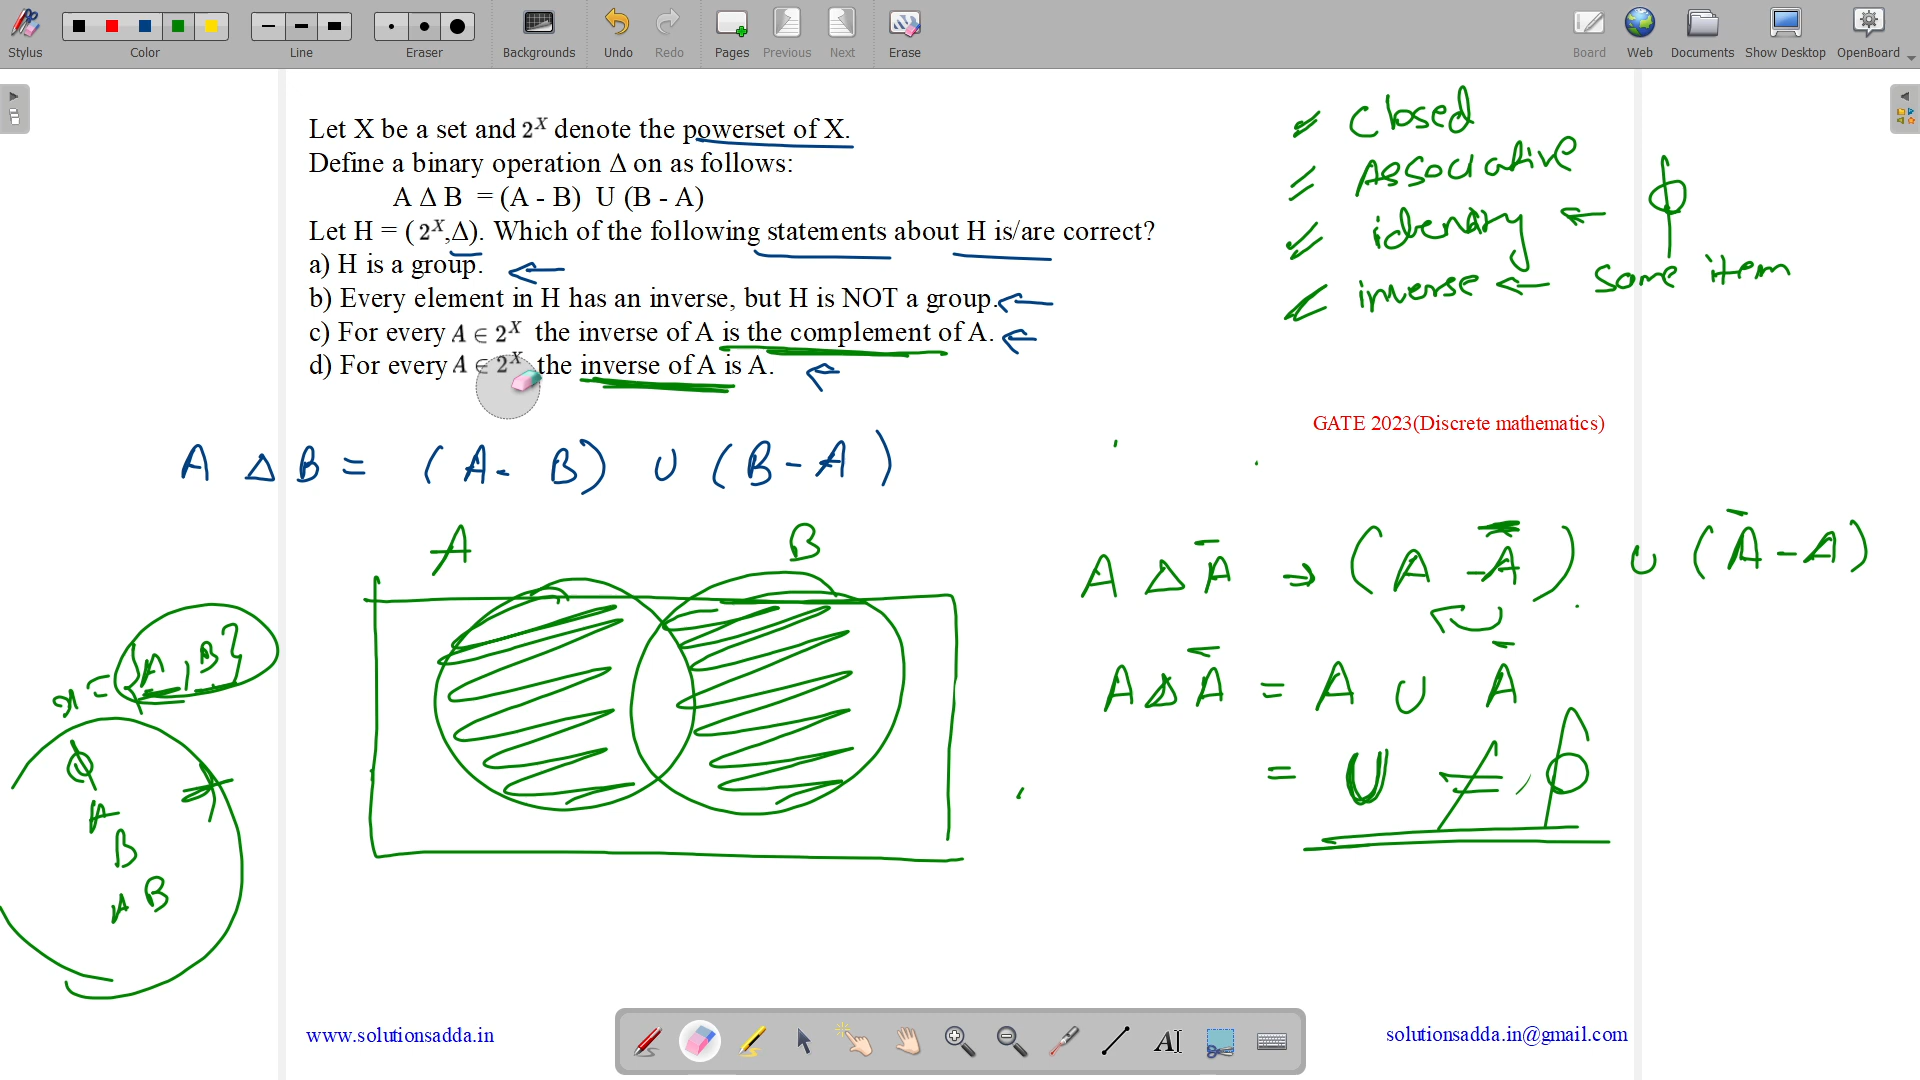 Stylus Color Line Eraser Backgrounds Undo Redo Pages Previous Next Erase Board Web Documents Show Desktop OpenBoard
Let X be a set and 2^X denote the powerset of X.
Define a binary operation Δ on as follows:
A Δ B = (A - B) U (B - A)
Let H = ( 2^X,Δ). Which of the following statements about H is/are correct?
a) H is a group.
b) Every element in H has an inverse, but H is NOT a group.
c) For every A ∈ 2^X the inverse of A is the complement of A.
d) For every A ∈ 2^X the inverse of A is A.
closed
Associative
identity ← ϕ
inverse ← same item
GATE 2023(Discrete mathematics)
A Δ B = (A - B) ∪ (B - A)
A B
A Δ Ā → (A - Ā) ∪ (Ā - A)
A Δ Ā = A ∪ Ā
= U ≠ ϕ
x = {A, B}
ϕ
A
B
A B
www.solutionsadda.in
solutionsadda.in@gmail.com